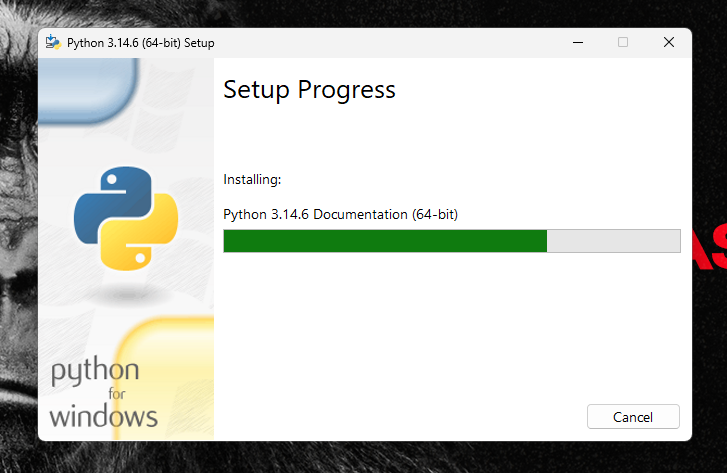 Python 3.14.6 (64-bit) Setup
Setup Progress
Installing:
Python 3.14.6 Documentation (64-bit)
AS
python
for
windows
Cancel